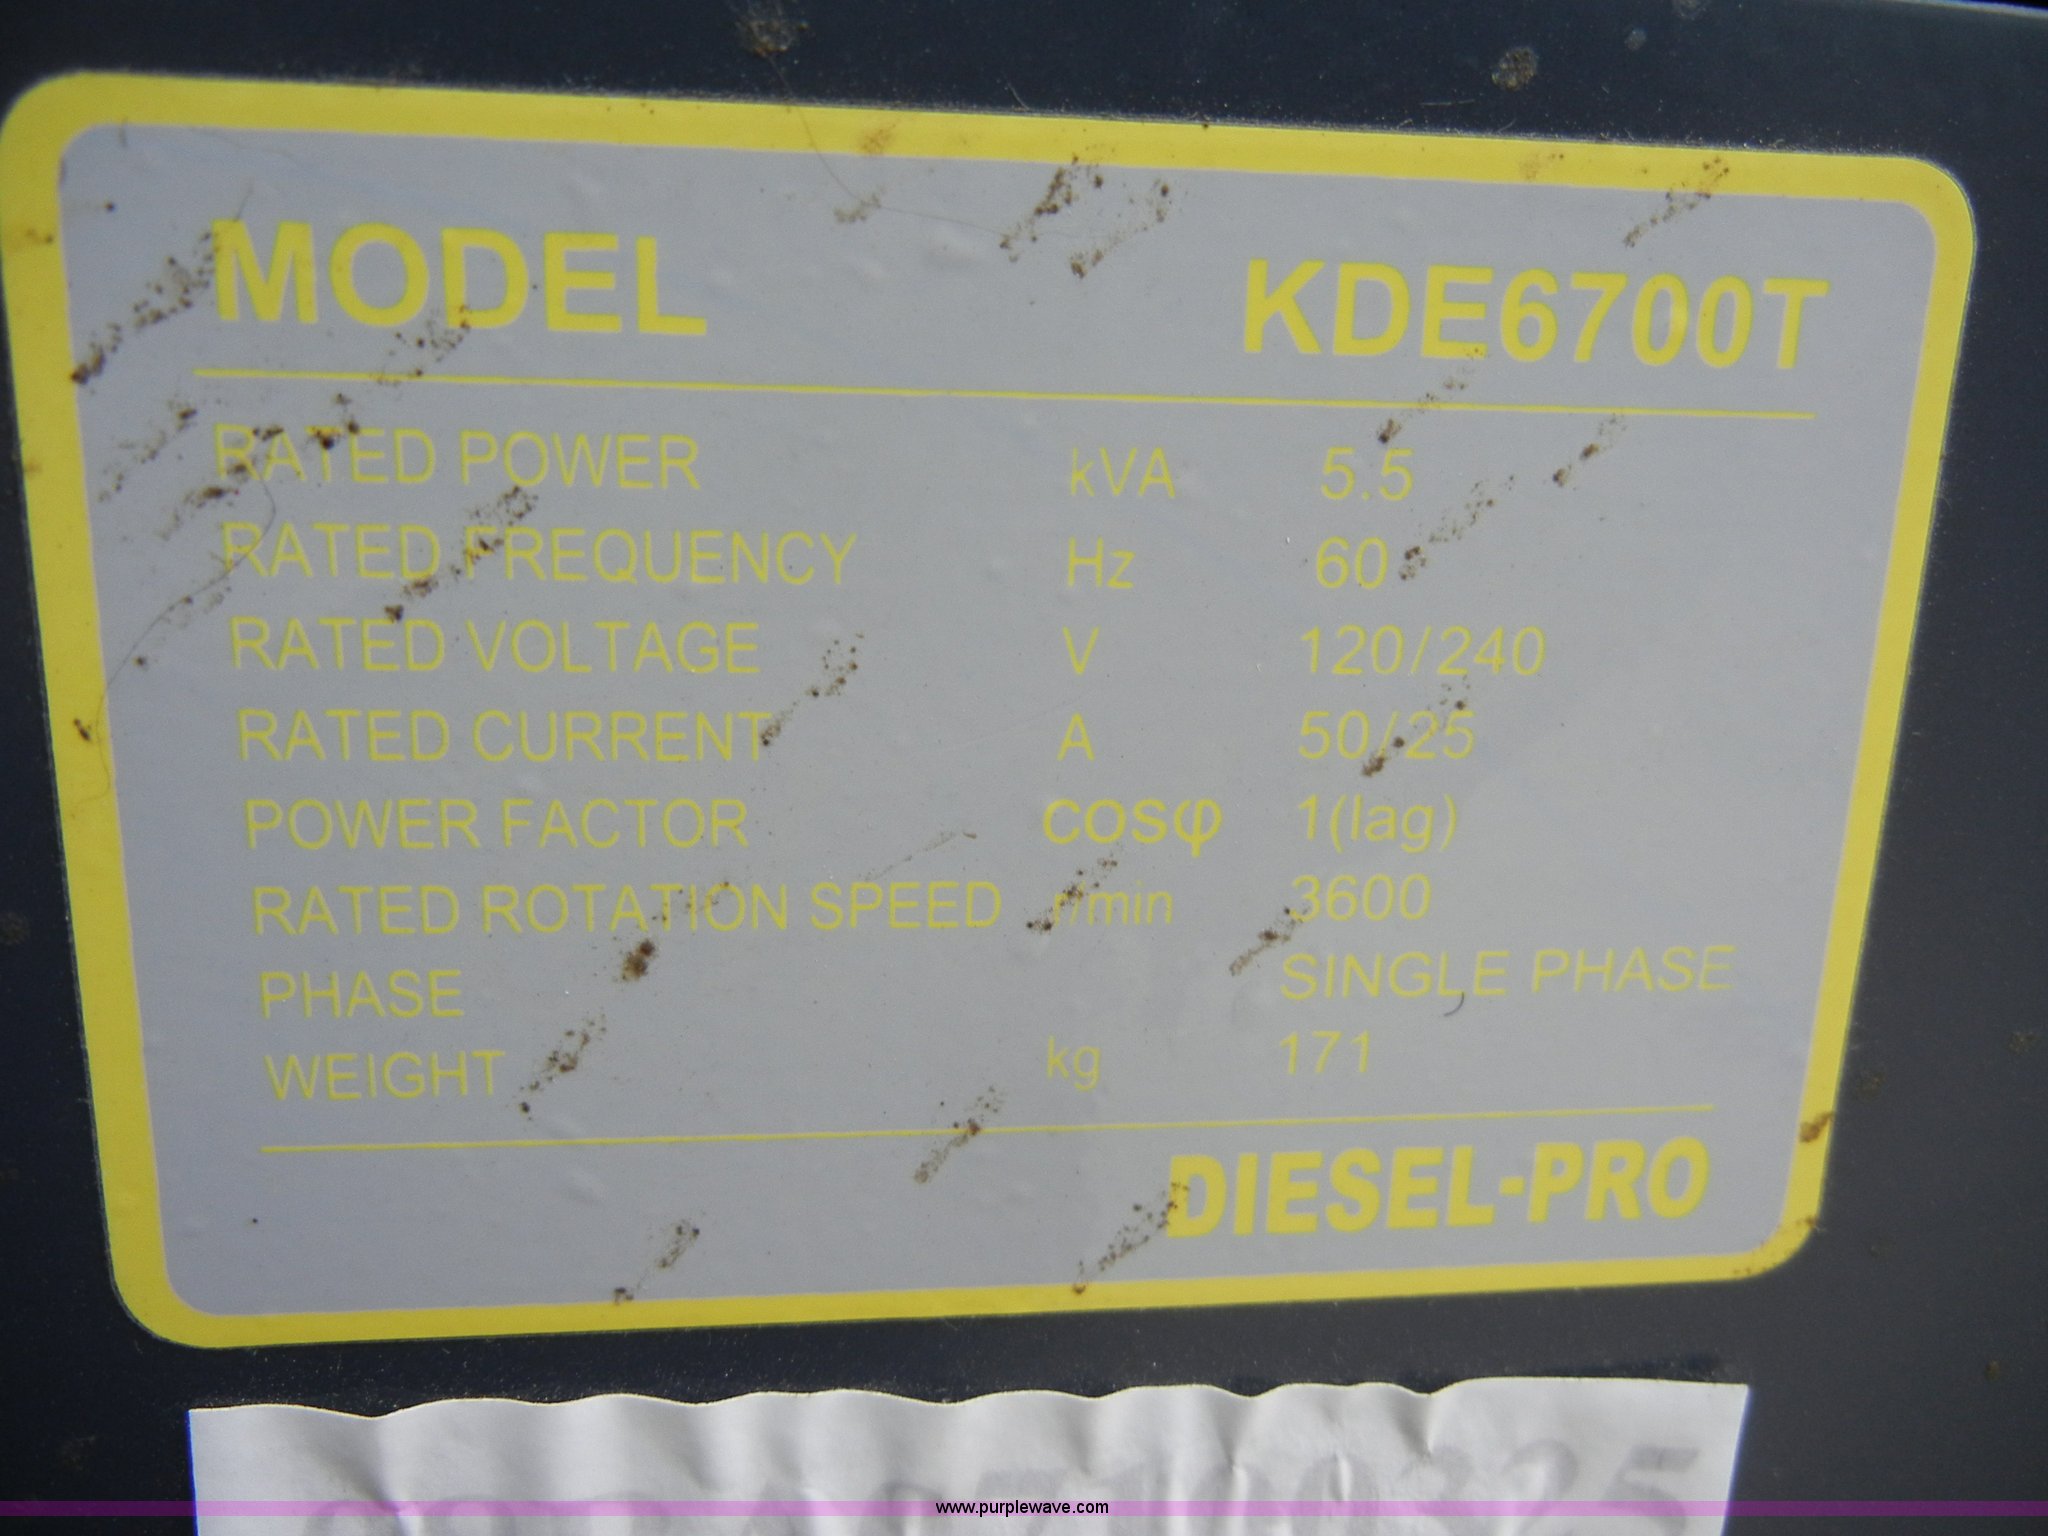 MODEL KDE6700T
RATED POWER kVA 5.5
RATED FREQUENCY Hz 60
RATED VOLTAGE V 120/240
RATED CURRENT A 50/25
POWER FACTOR cosφ 1(lag)
RATED ROTATION SPEED r/min 3600
PHASE SINGLE PHASE
WEIGHT kg 171
DIESEL-PRO
www.purplewave.com